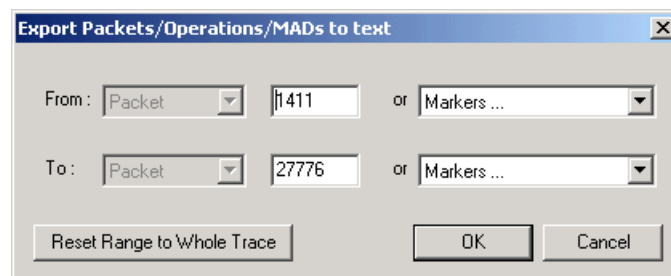 Export Packets/Operations/MADs to text
From : Packet 1411 or Markers ...
To : Packet 27776 or Markers ...
Reset Range to Whole Trace OK Cancel